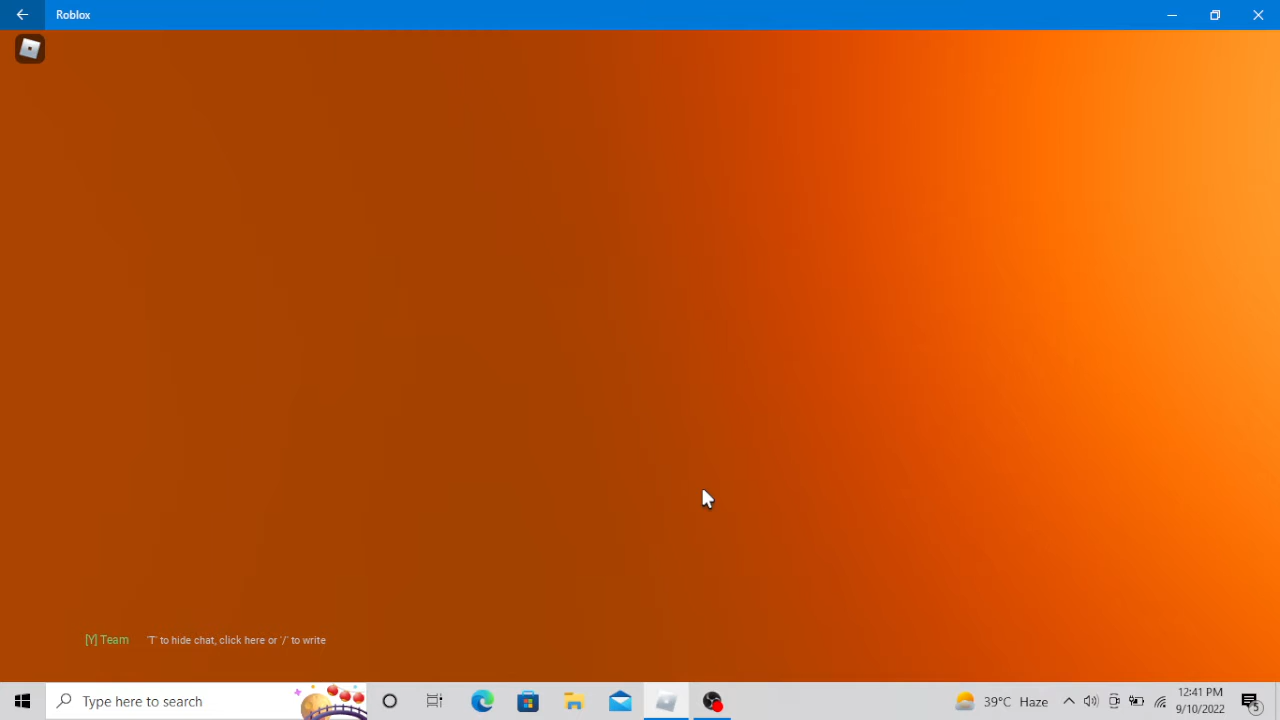 Roblox
[Y] Team 'T' to hide chat, click here or '/' to write
Type here to search
39°C Haze
12:41 PM
9/10/2022
5